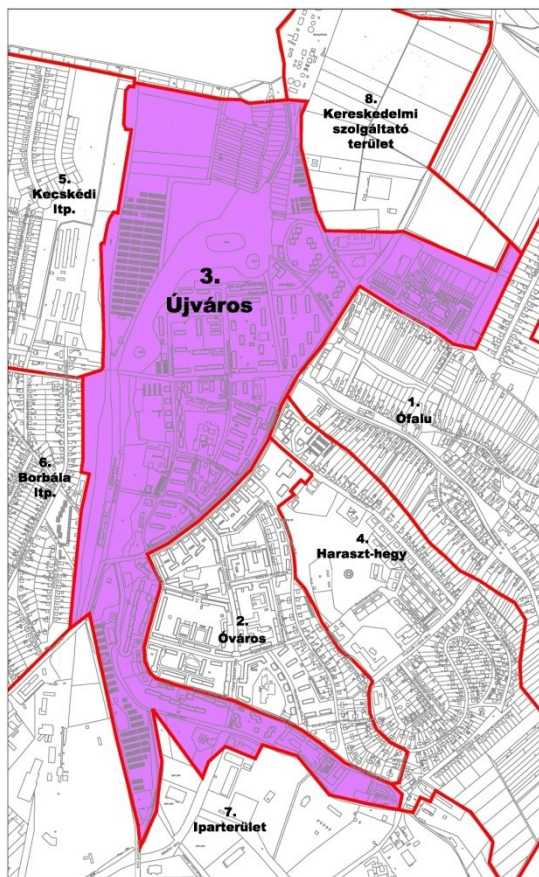 8.
Kereskedelmi
szolgáltató
terület
5.
Kecskédi
ltp.
3.
Újváros
1.
Ófalu
6.
Borbála
ltp.
4.
Haraszt-hegy
2.
Óváros
7.
Iparterület